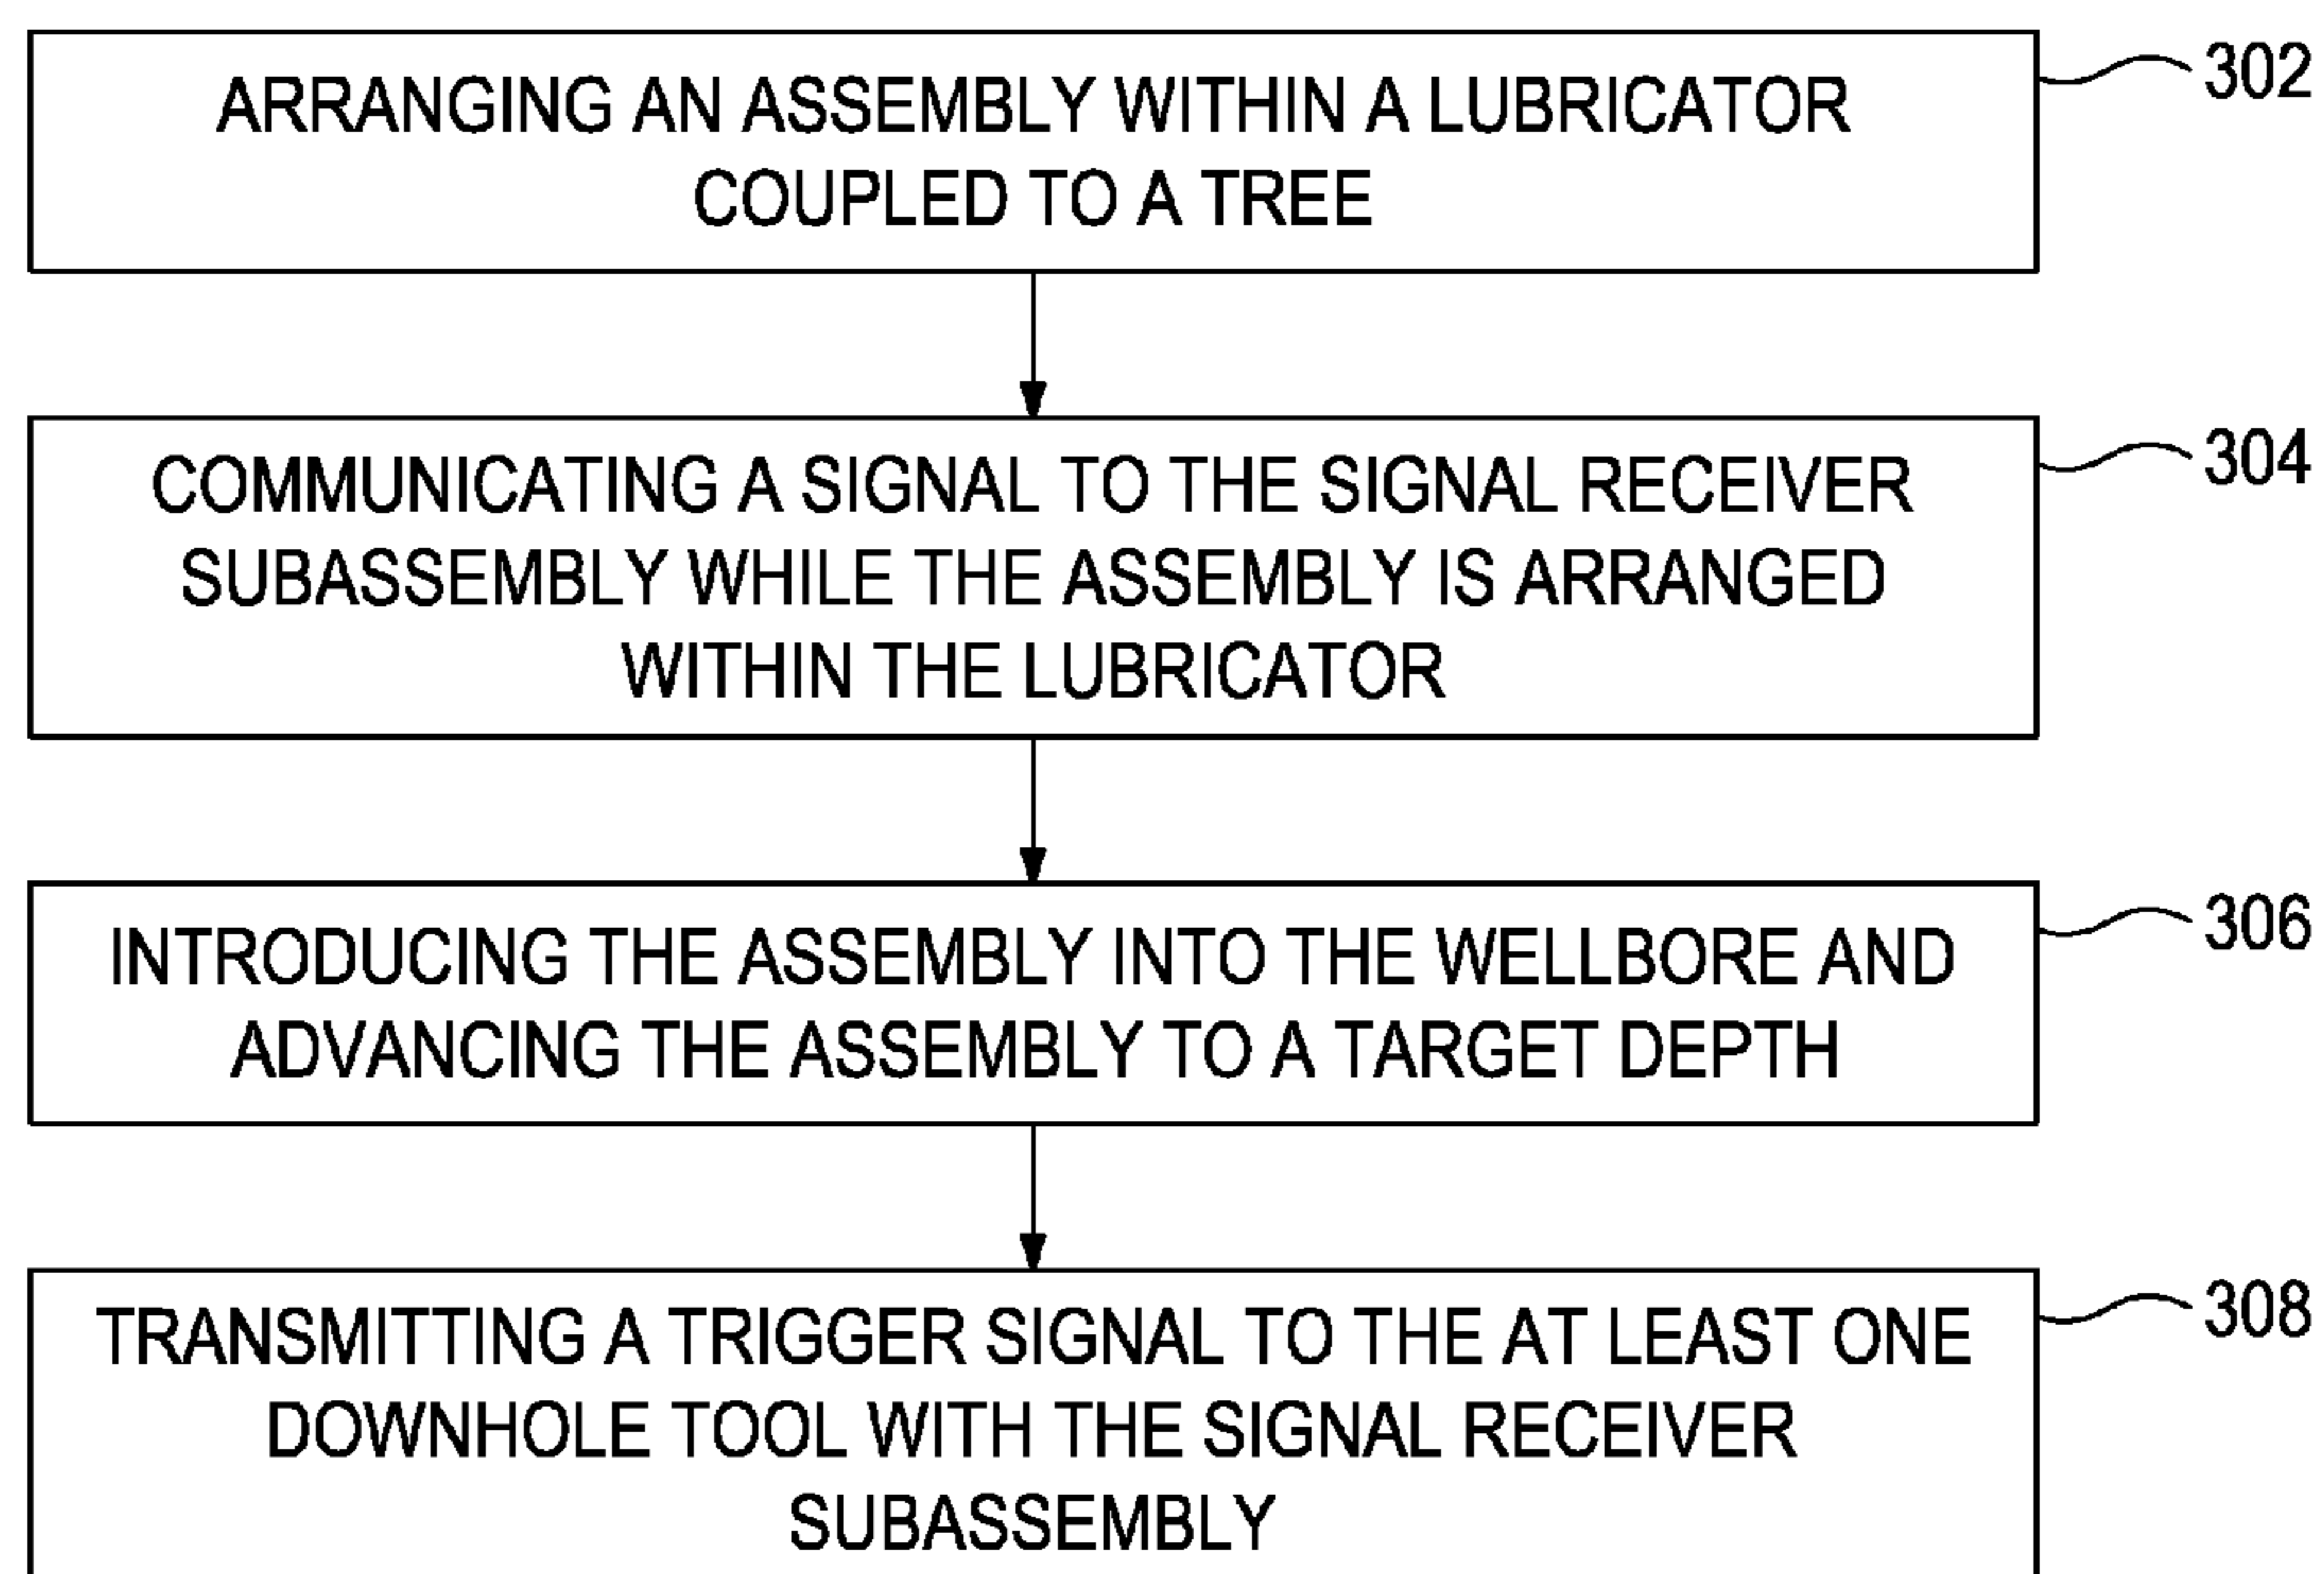 ARRANGING AN ASSEMBLY WITHIN A LUBRICATOR
COUPLED TO A TREE
302
COMMUNICATING A SIGNAL TO THE SIGNAL RECEIVER
SUBASSEMBLY WHILE THE ASSEMBLY IS ARRANGED
WITHIN THE LUBRICATOR
304
INTRODUCING THE ASSEMBLY INTO THE WELLBORE AND
ADVANCING THE ASSEMBLY TO A TARGET DEPTH
306
TRANSMITTING A TRIGGER SIGNAL TO THE AT LEAST ONE
DOWNHOLE TOOL WITH THE SIGNAL RECEIVER
SUBASSEMBLY
308